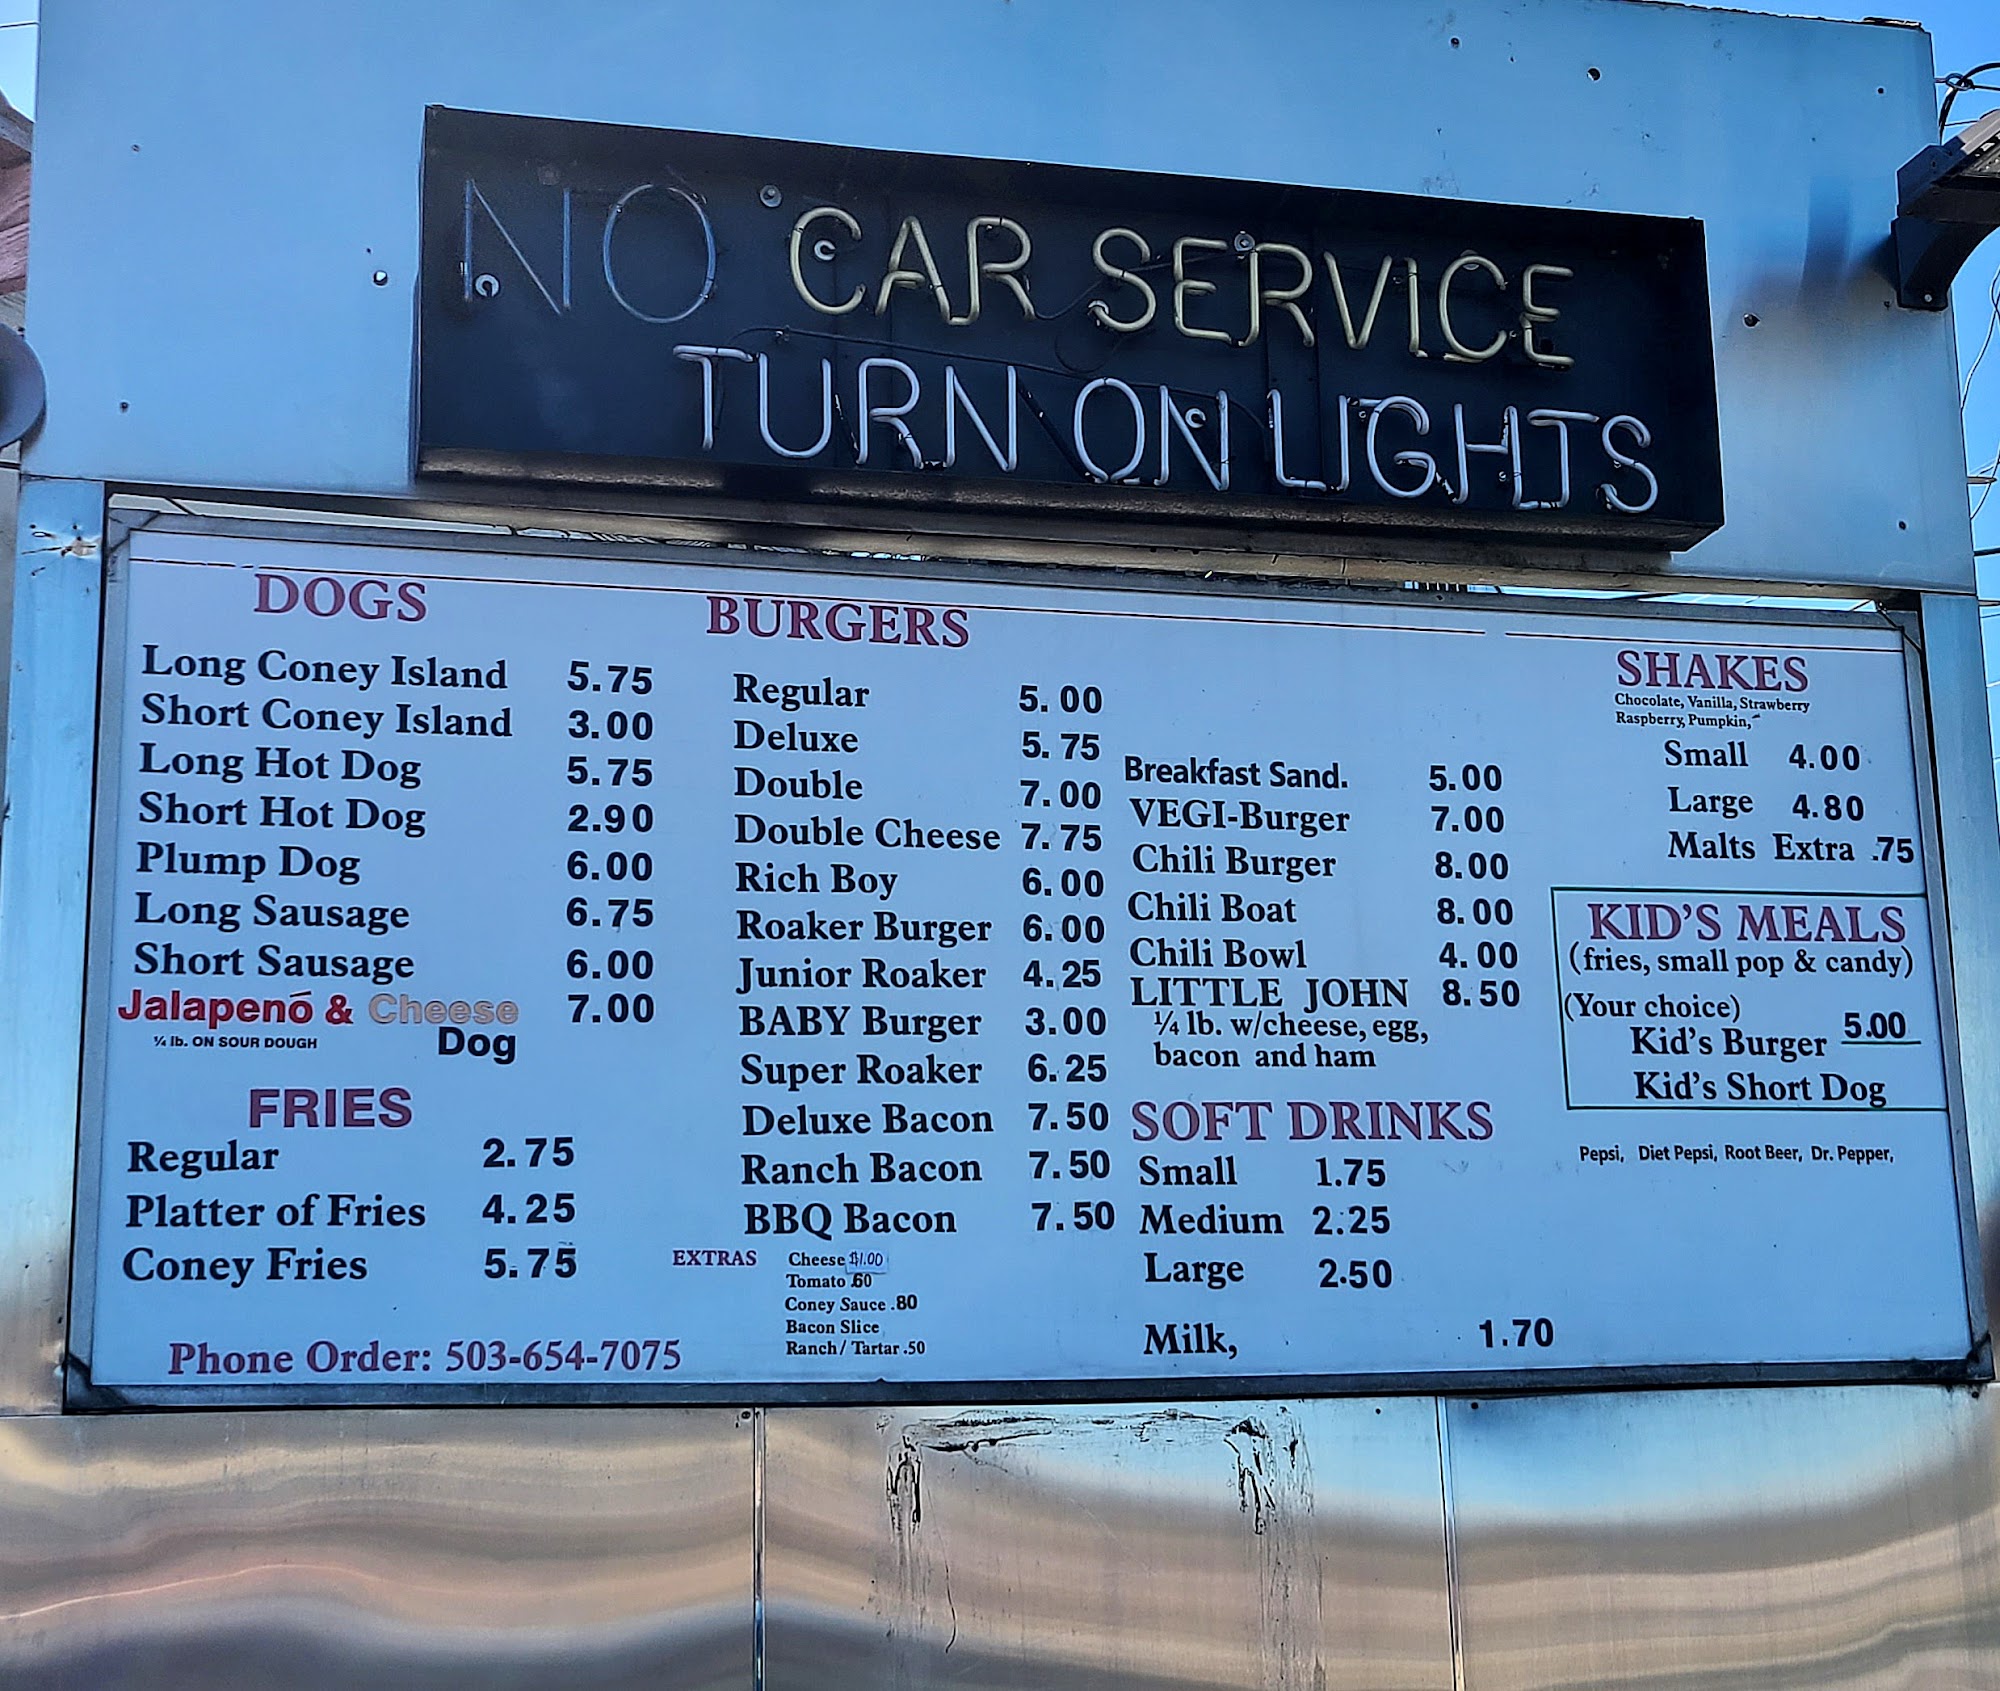 NO CAR SERVICE
TURN ON LIGHTS
DOGS
Long Coney Island 5.75
Short Coney Island 3.00
Long Hot Dog 5.75
Short Hot Dog 2.90
Plump Dog 6.00
Long Sausage 6.75
Short Sausage 6.00
Jalapenó & Cheese 7.00
¼ lb. ON SOUR DOUGH Dog
FRIES
Regular 2.75
Platter of Fries 4.25
Coney Fries 5.75
Phone Order: 503-654-7075
BURGERS
Regular 5.00
Deluxe 5.75
Double 7.00
Double Cheese 7.75
Rich Boy 6.00
Roaker Burger 6.00
Junior Roaker 4.25
BABY Burger 3.00
Super Roaker 6.25
Deluxe Bacon 7.50
Ranch Bacon 7.50
BBQ Bacon 7.50
EXTRAS Cheese $1.00
Tomato .60
Coney Sauce .80
Bacon Slice
Ranch/ Tartar .50
Breakfast Sand. 5.00
VEGI-Burger 7.00
Chili Burger 8.00
Chili Boat 8.00
Chili Bowl 4.00
LITTLE JOHN 8.50
¼ lb. w/cheese, egg,
bacon and ham
SOFT DRINKS
Small 1.75
Medium 2.25
Large 2.50
Milk, 1.70
SHAKES
Chocolate, Vanilla, Strawberry
Raspberry, Pumpkin,
Small 4.00
Large 4.80
Malts Extra .75
KID'S MEALS
(fries, small pop & candy)
(Your choice)
Kid's Burger 5.00
Kid's Short Dog
Pepsi, Diet Pepsi, Root Beer, Dr. Pepper,